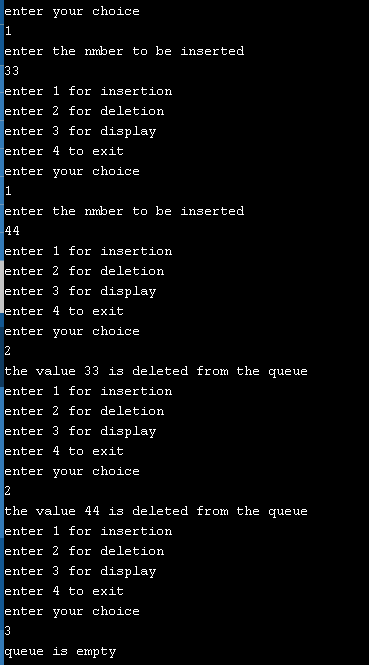 enter your choice
1
enter the nmber to be inserted
33
enter 1 for insertion
enter 2 for deletion
enter 3 for display
enter 4 to exit
enter your choice
1
enter the nmber to be inserted
44
enter 1 for insertion
enter 2 for deletion
enter 3 for display
enter 4 to exit
enter your choice
2
the value 33 is deleted from the queue
enter 1 for insertion
enter 2 for deletion
enter 3 for display
enter 4 to exit
enter your choice
2
the value 44 is deleted from the queue
enter 1 for insertion
enter 2 for deletion
enter 3 for display
enter 4 to exit
enter your choice
3
queue is empty